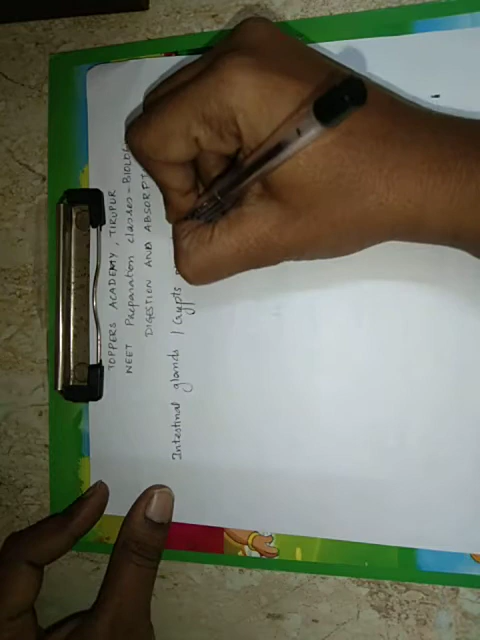 TOPPERS ACADEMY, TIRUPUR
NEET Preparation classes - BIOLO
DIGESTION AND ABSORPT
Intestinal glands / Crypts